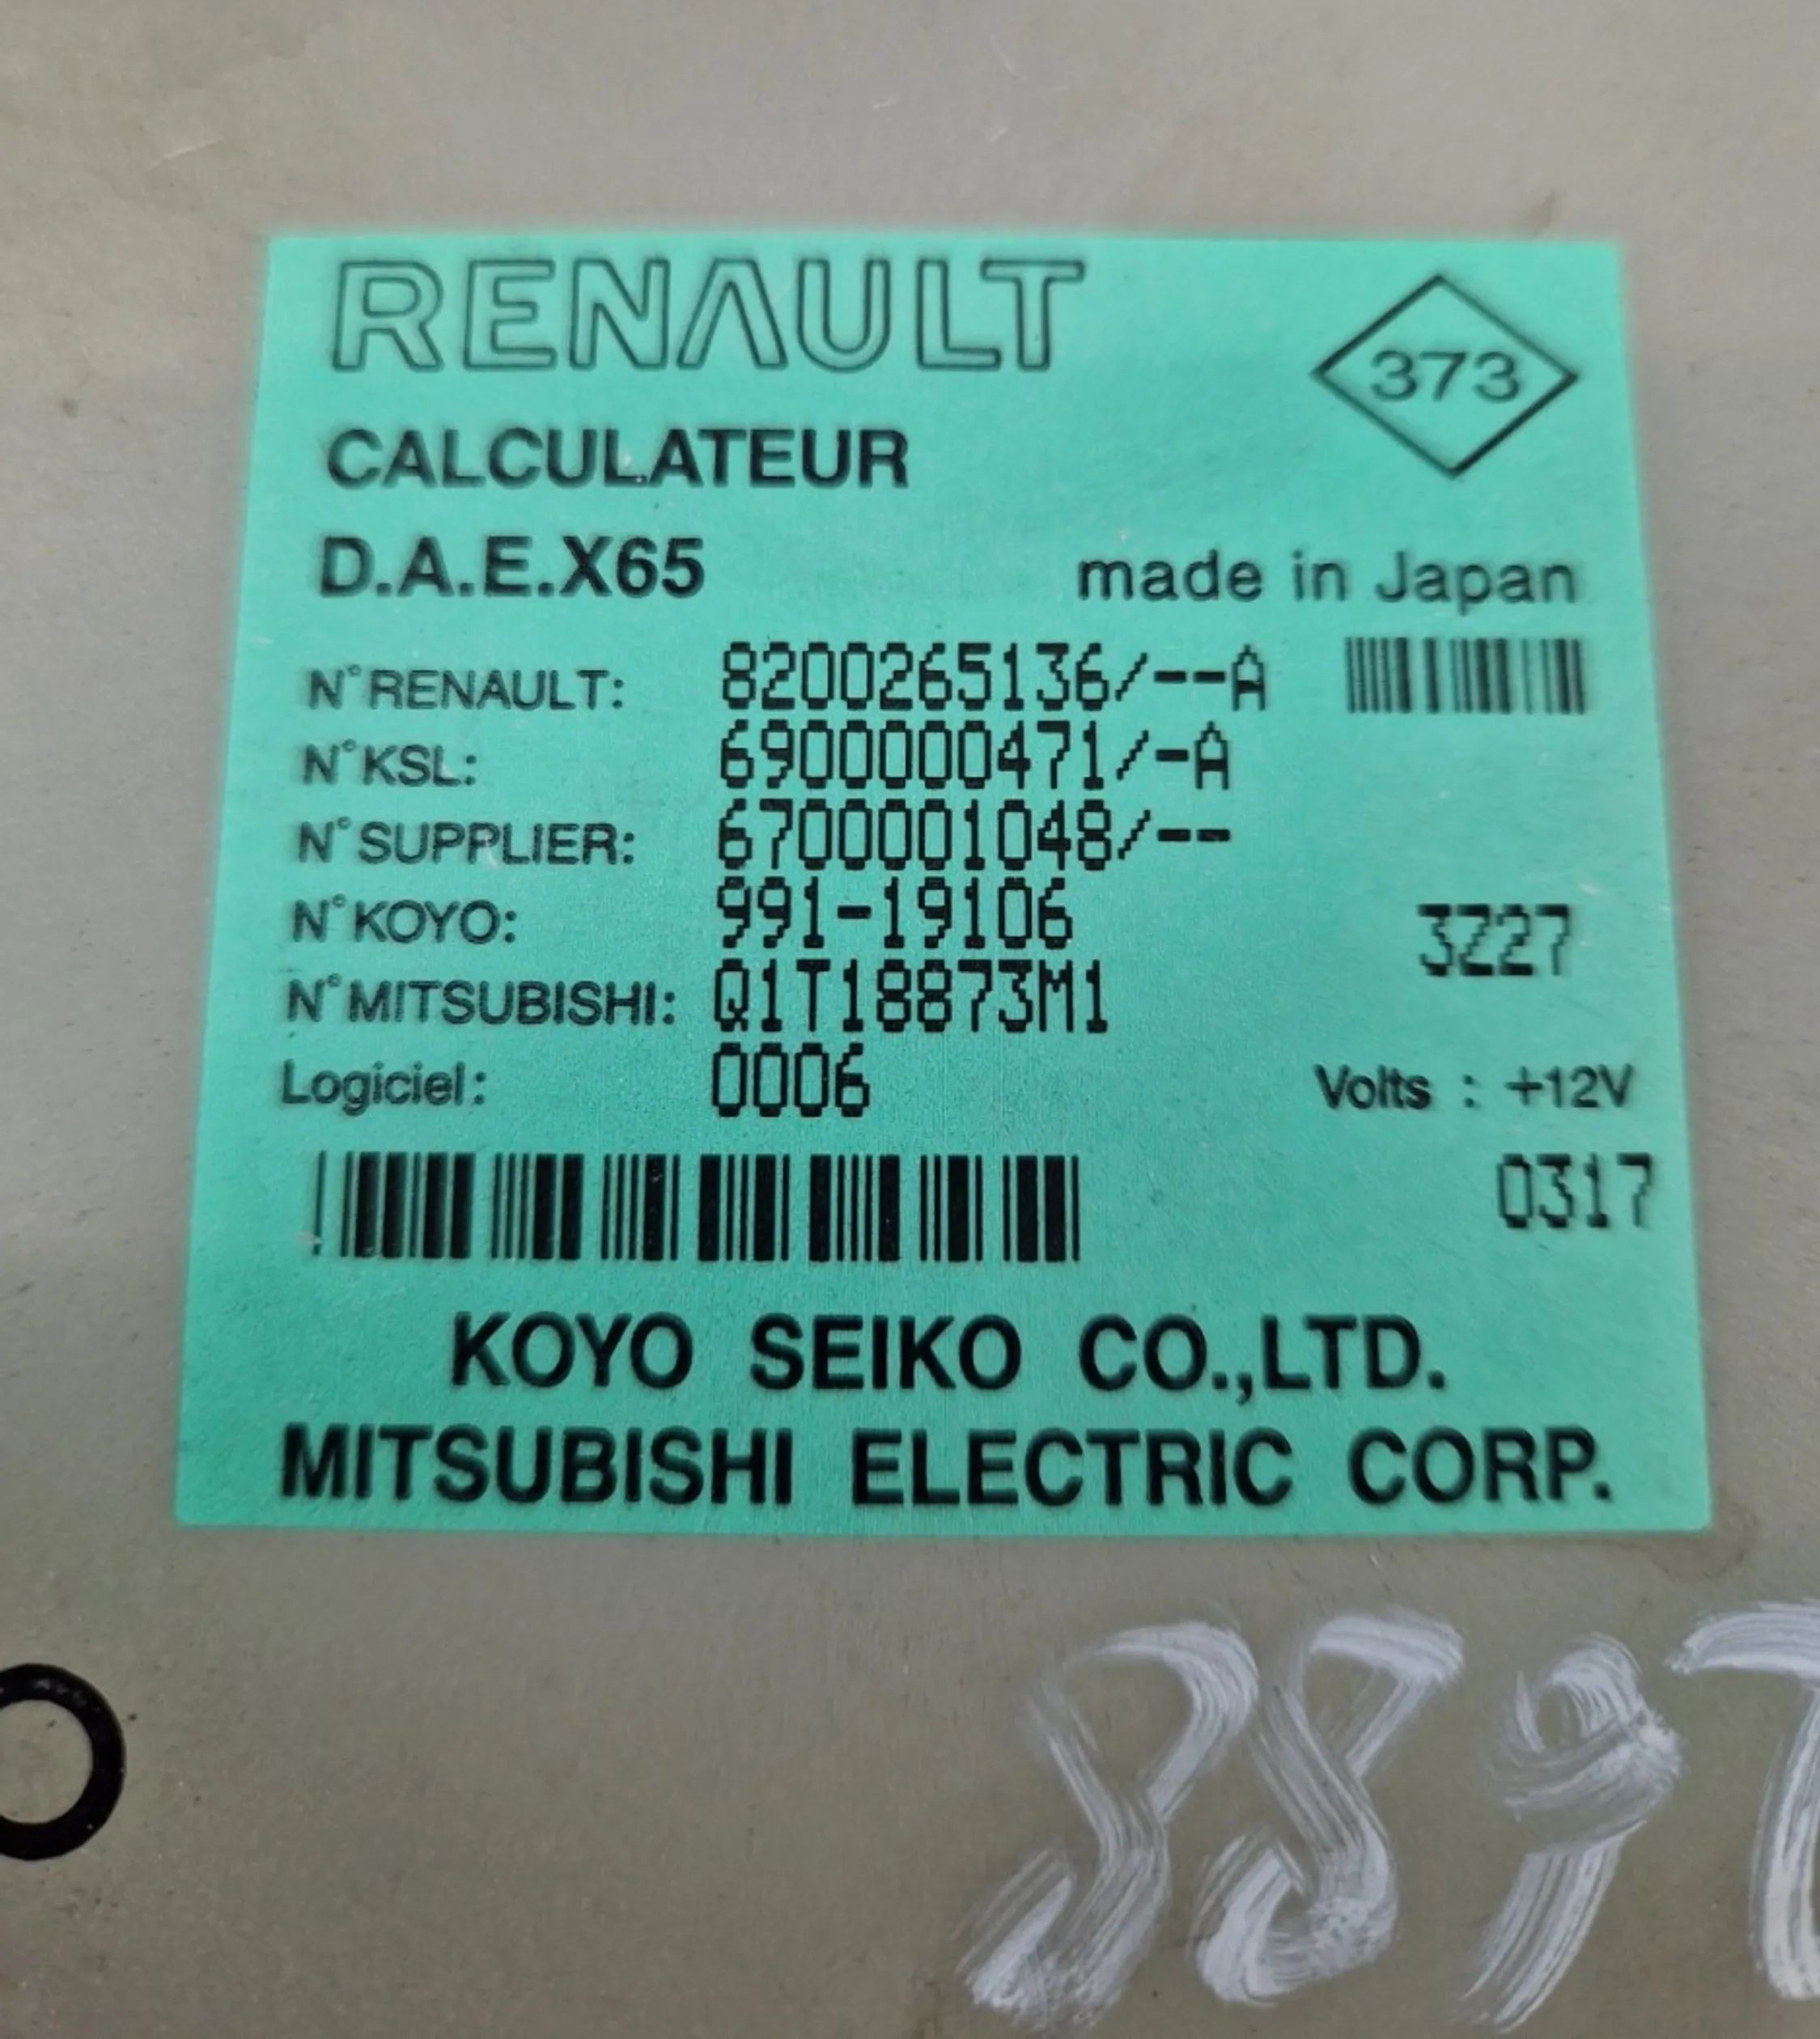 RENAULT
373
CALCULATEUR
D.A.E.X65
made in Japan
N°RENAULT: 8200265136/--A
N°KSL: 6900000471/-A
N°SUPPLIER: 6700001048/--
N°KOYO: 991-19106
3Z27
N°MITSUBISHI: Q1T18873M1
Logiciel: 0006
Volts : +12V
0317
KOYO SEIKO CO.,LTD.
MITSUBISHI ELECTRIC CORP.